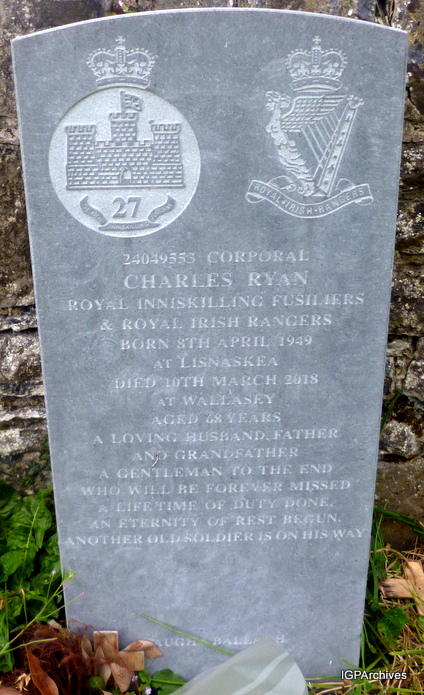 27
INNISKILLING
ROYAL IRISH RANGERS
24049553 CORPORAL
CHARLES RYAN
ROYAL INNISKILLING FUSILIERS
& ROYAL IRISH RANGERS
BORN 8TH APRIL 1949
AT LISNASKEA
DIED 10TH MARCH 2018
AT WALLASEY
AGED 68 YEARS
A LOVING HUSBAND, FATHER
AND GRANDFATHER
A GENTLEMAN TO THE END
WHO WILL BE FOREVER MISSED
A LIFETIME OF DUTY DONE,
AN ETERNITY OF REST BEGUN,
ANOTHER OLD SOLDIER IS ON HIS WAY
IGPArchives